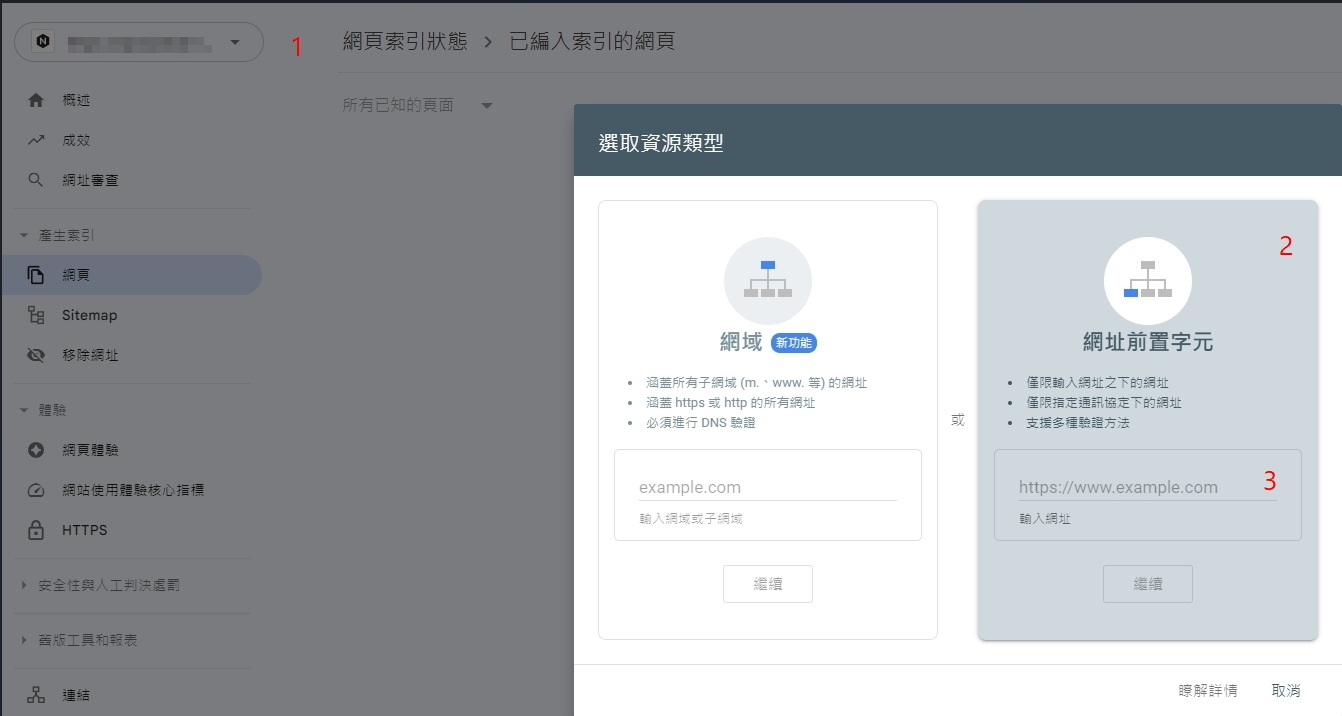 N
1
網頁索引狀態 > 已編入索引的網頁
概述
所有已知的頁面
成效
網址審查
產生索引
網頁
Sitemap
移除網址
體驗
網頁體驗
網站使用體驗核心指標
HTTPS
安全性與人工判決處罰
舊版工具和報表
連結
選取資源類型
網域 新功能
涵蓋所有子網域 (m.、www. 等) 的網址
涵蓋 https 或 http 的所有網址
必須進行 DNS 驗證
example.com
輸入網域或子網域
繼續
或
2
網址前置字元
僅限輸入網址之下的網址
僅限指定通訊協定下的網址
支援多種驗證方法
https://www.example.com 3
輸入網址
繼續
瞭解詳情 取消